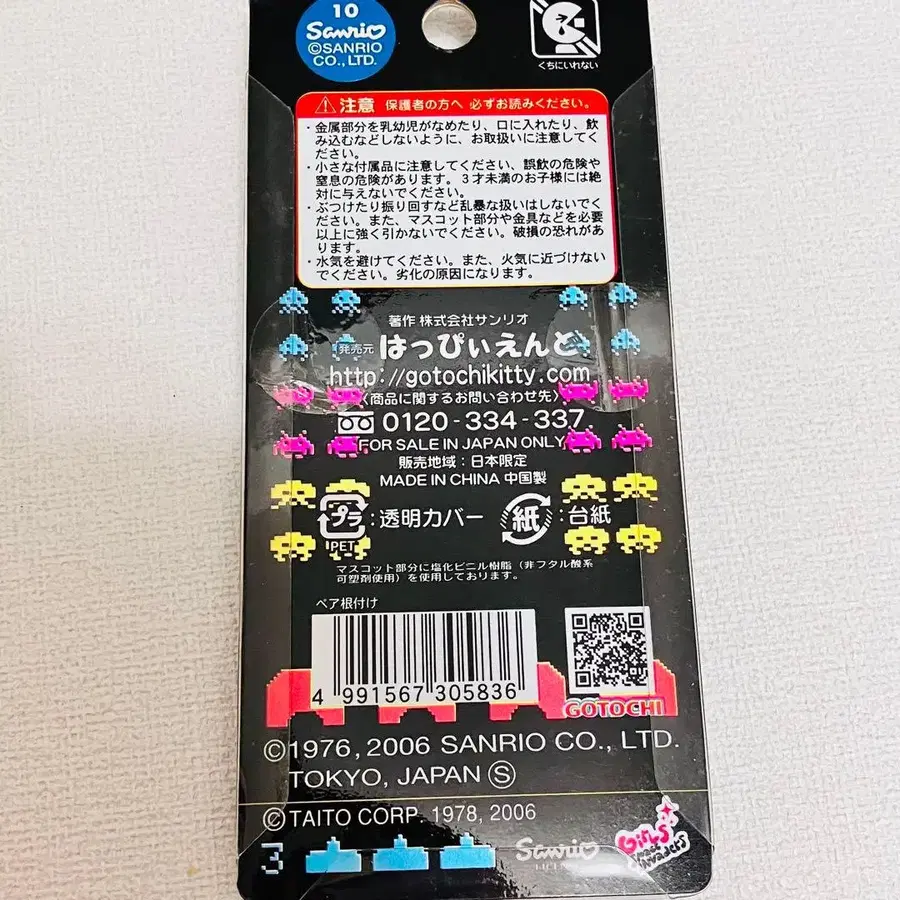 10
Sanrio
©SANRIO
CO., LTD.
くちにいれない
注意 保護者の方へ 必ずお読みください。
・金属部分を乳幼児がなめたり、口に入れたり、飲
み込むなどしないように、お取扱いに注意してく
ださい。
・小さな付属品に注意してください、誤飲の危険や
窒息の危険があります。3才未満のお子様には絶
対に与えないでください。
・ぶつけたり振り回すなど乱暴な扱いはしないでく
ださい。また、マスコット部分や金具などを必要
以上に強く引かないでください。破損の恐れがあ
ります。
・水気を避けてください。また、火気に近づけない
でください。劣化の原因になります。
著作 株式会社サンリオ
発売元 はっぴぃえんど
http://gotochikitty.com
〈商品に関するお問い合わせ先〉
0120-334-337
FOR SALE IN JAPAN ONLY
販売地域：日本限定
MADE IN CHINA 中国製
プラ：透明カバー 紙：台紙
PET
マスコット部分に塩化ビニル樹脂（非フタル酸系
可塑剤使用）を使用しております。
ペア根付け
4 991567 305836
GOTOCHI
©1976, 2006 SANRIO CO., LTD.
TOKYO, JAPAN Ⓢ
©TAITO CORP. 1978, 2006
3
Sanrio
GiRLS
Space Invaders